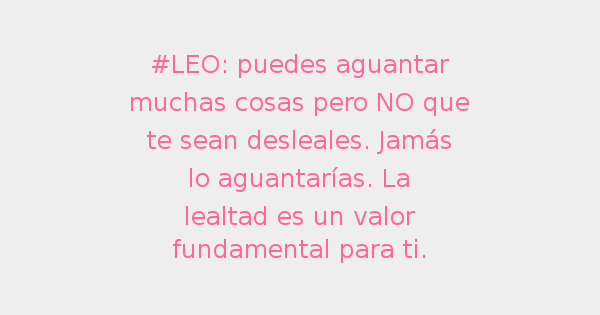 #LEO: puedes aguantar
muchas cosas pero NO que
te sean desleales. Jamás
lo aguantarías. La
lealtad es un valor
fundamental para ti.